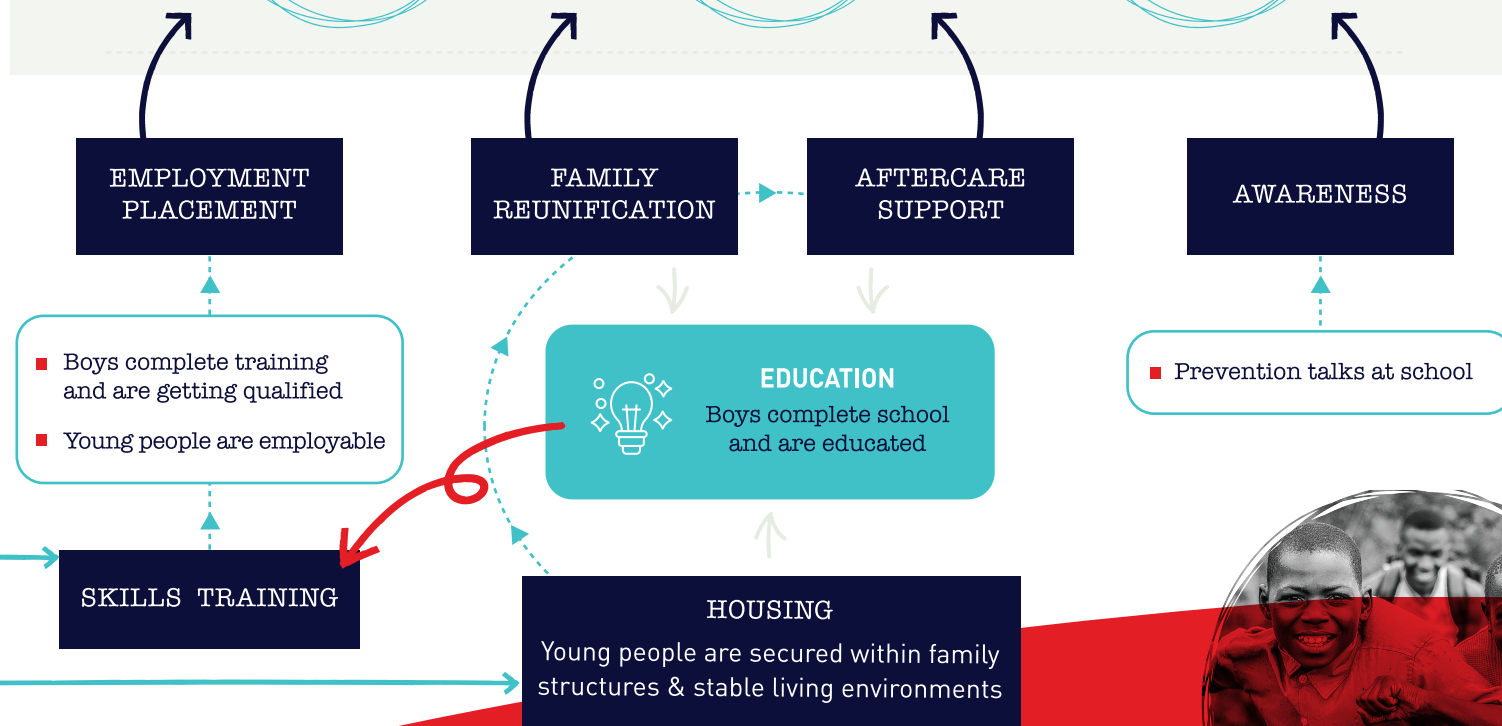 EMPLOYMENT
PLACEMENT
FAMILY
REUNIFICATION
AFTERCARE
SUPPORT
AWARENESS
Boys complete training
and are getting qualified
Young people are employable
EDUCATION
Boys complete school
and are educated
Prevention talks at school
SKILLS TRAINING
HOUSING
Young people are secured within family
structures & stable living environments